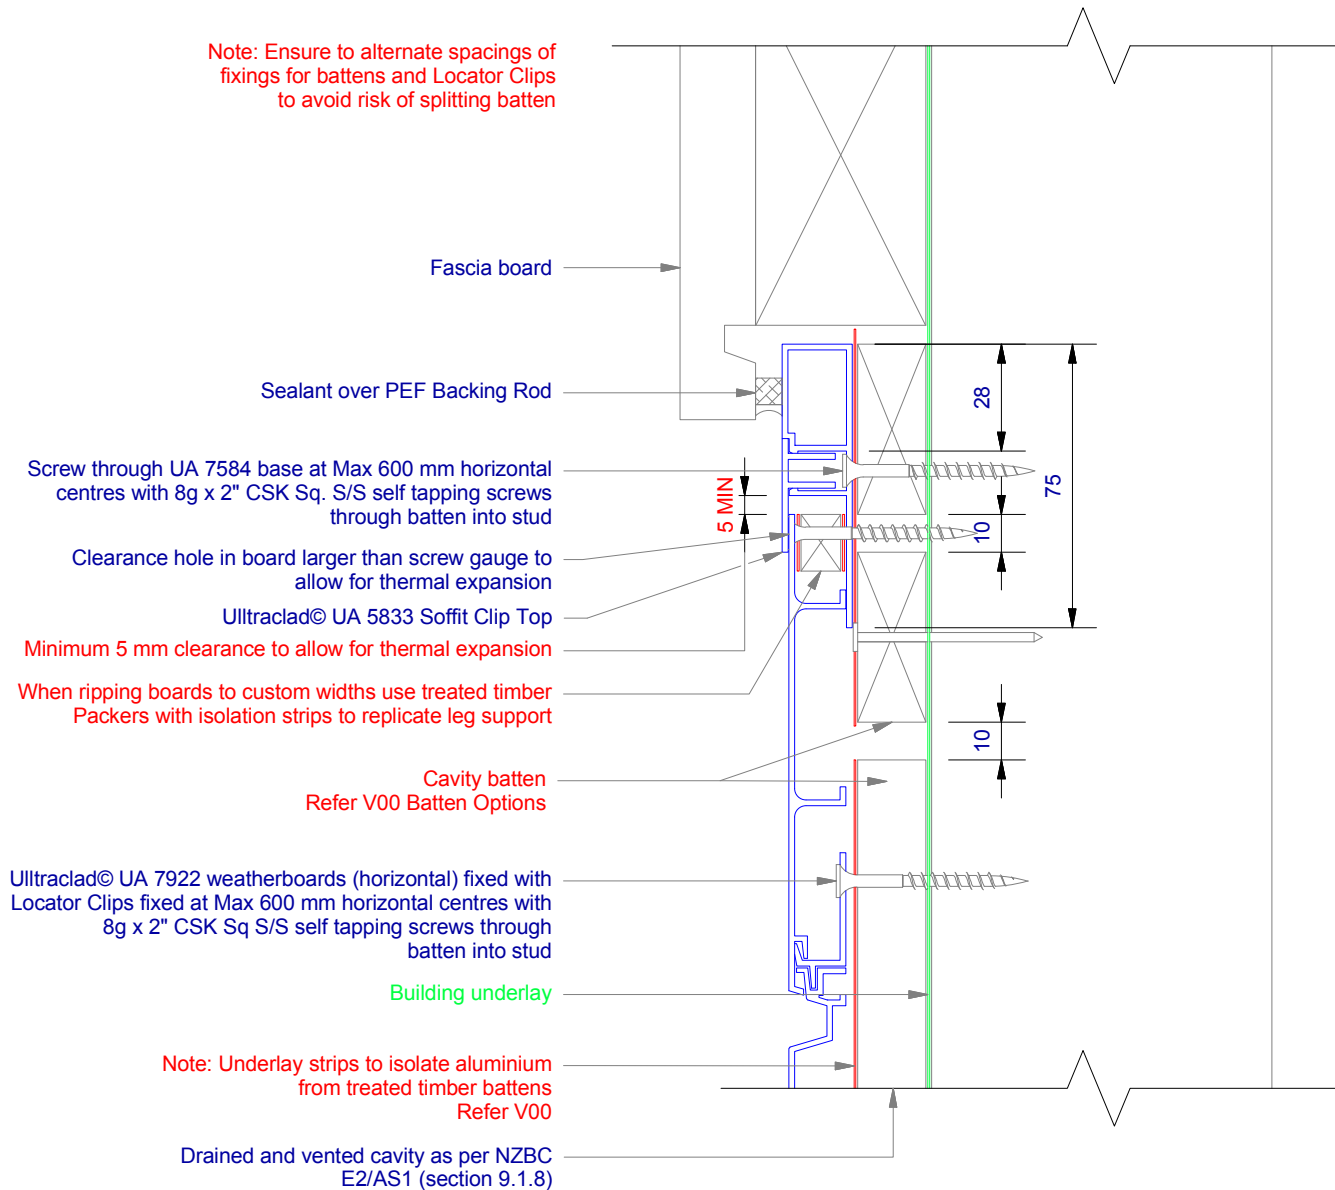 Note: Ensure to alternate spacings of
fixings for battens and Locator Clips
to avoid risk of splitting batten
Fascia board
Sealant over PEF Backing Rod
28
Screw through UA 7584 base at Max 600 mm horizontal
centres with 8g x 2" CSK Sq. S/S self tapping screws
through batten into stud
75
5 MIN
10
Clearance hole in board larger than screw gauge to
allow for thermal expansion
Ulltraclad© UA 5833 Soffit Clip Top
Minimum 5 mm clearance to allow for thermal expansion
When ripping boards to custom widths use treated timber
Packers with isolation strips to replicate leg support
10
Cavity batten
Refer V00 Batten Options
Ulltraclad© UA 7922 weatherboards (horizontal) fixed with
Locator Clips fixed at Max 600 mm horizontal centres with
8g x 2" CSK Sq S/S self tapping screws through
batten into stud
Building underlay
Note: Underlay strips to isolate aluminium
from treated timber battens
Refer V00
Drained and vented cavity as per NZBC
E2/AS1 (section 9.1.8)